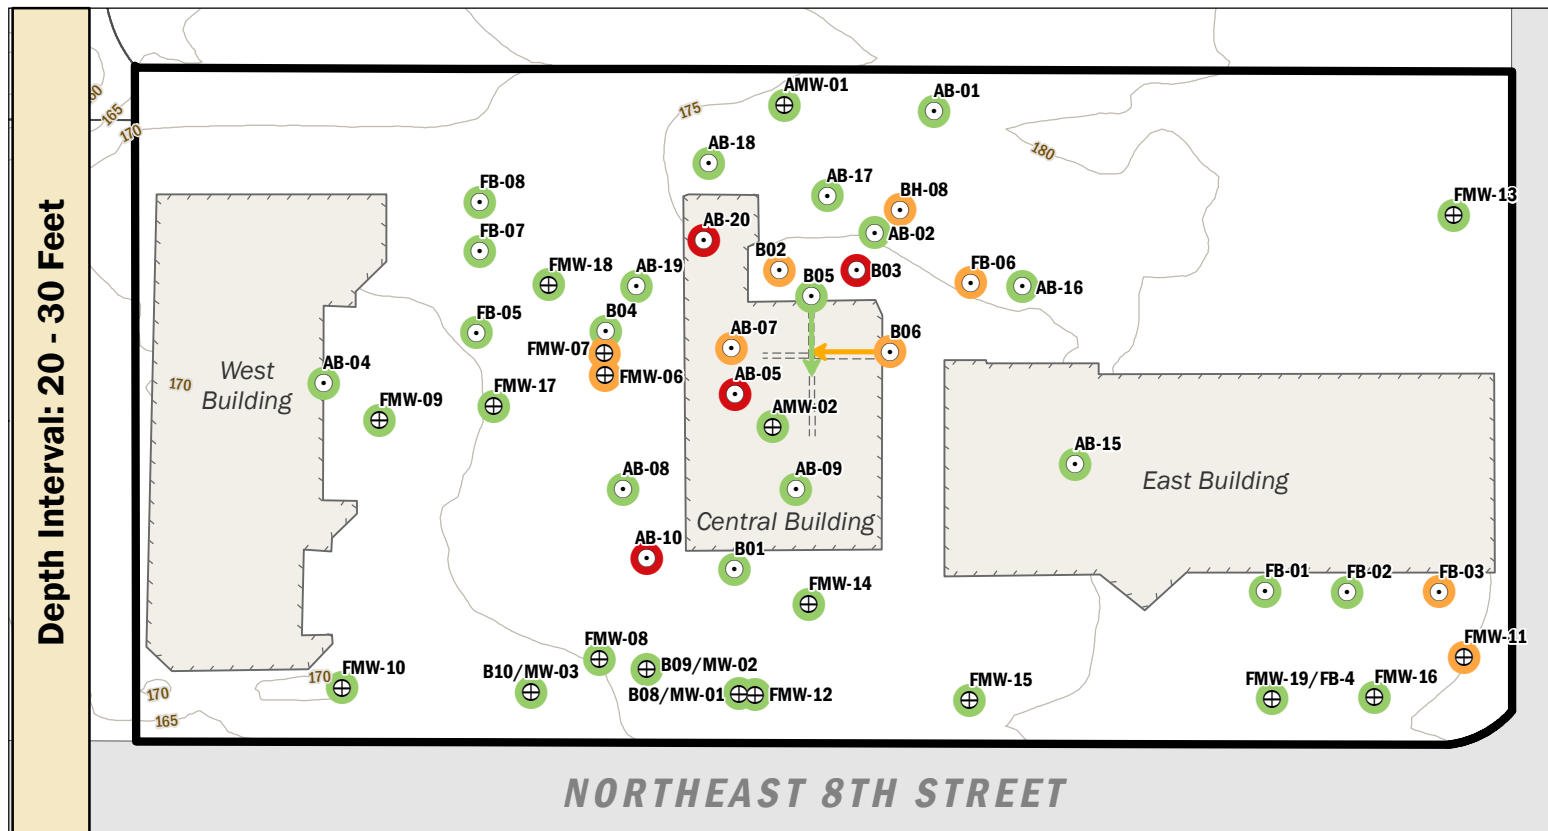 Depth Interval: 20 - 30 Feet
165
170
175
AMW-01
AB-01
180
AB-18
AB-17
BH-08
FMW-13
FB-08
FB-07
AB-20
AB-02
B02
B03
FMW-18
AB-19
B05
FB-06
AB-16
FB-05
B04
FMW-07
AB-07
B06
West
Building
170
AB-04
FMW-06
AB-05
FMW-09
FMW-17
AMW-02
AB-15
East Building
AB-08
AB-09
Central Building
AB-10
B01
FMW-14
FB-01
FB-02
FB-03
FMW-11
FMW-08
B09/MW-02
FMW-10
170
B10/MW-03
B08/MW-01
FMW-12
FMW-15
FMW-19/FB-4
FMW-16
170
165
NORTHEAST 8TH STREET